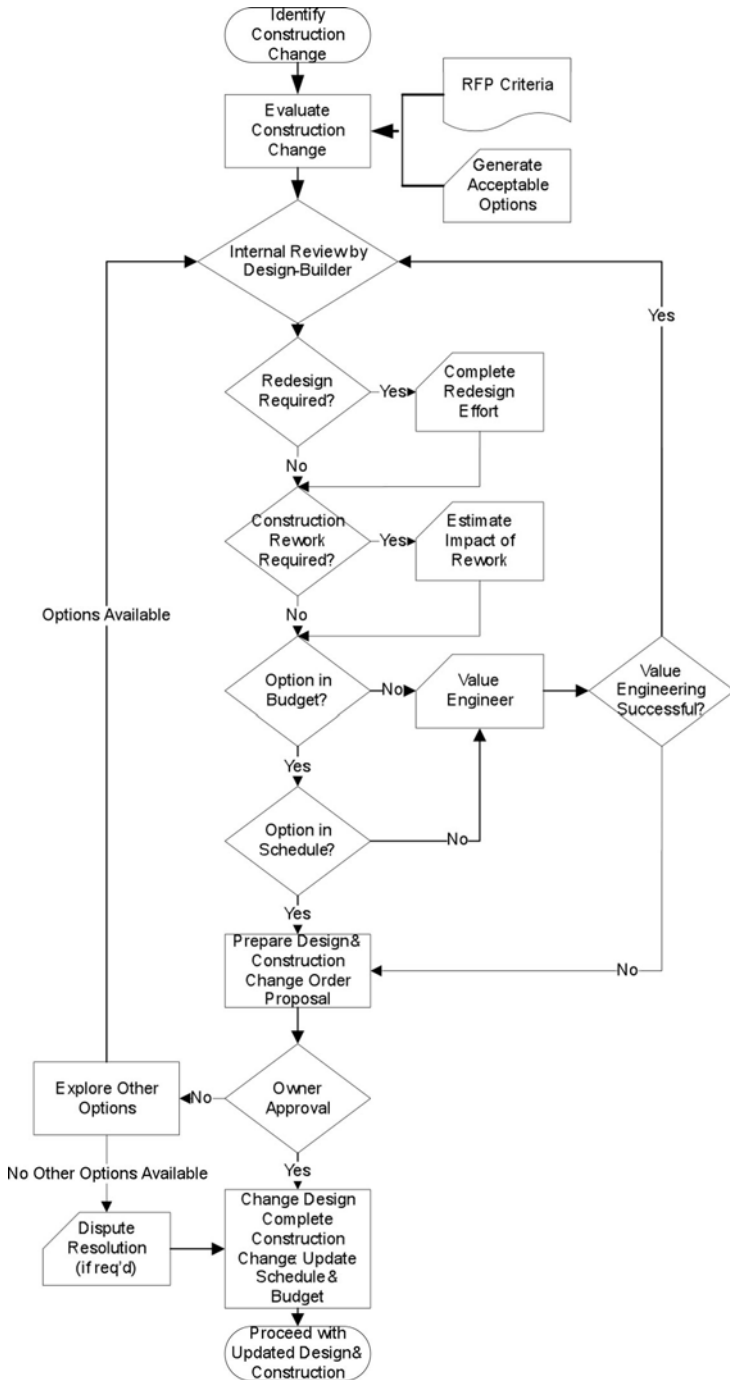 Identify
Construction
Change
RFP Criteria
Evaluate
Construction
Change
Generate
Acceptable
Options
Internal Review by
Design-Builder
Yes
Redesign
Required?
Yes
Complete
Redesign
Effort
No
Construction
Rework
Required?
Yes
Estimate
Impact of
Rework
Options Available
No
Option in
Budget?
No
Value
Engineer
Value
Engineering
Successful?
Yes
Option in
Schedule?
No
Yes
Prepare Design&
Construction
Change Order
Proposal
No
Explore Other
Options
No
Owner
Approval
No Other Options Available
Yes
Dispute
Resolution
(if req'd)
Change Design
Complete
Construction
Change: Update
Schedule &
Budget
Proceed with
Updated Design&
Construction